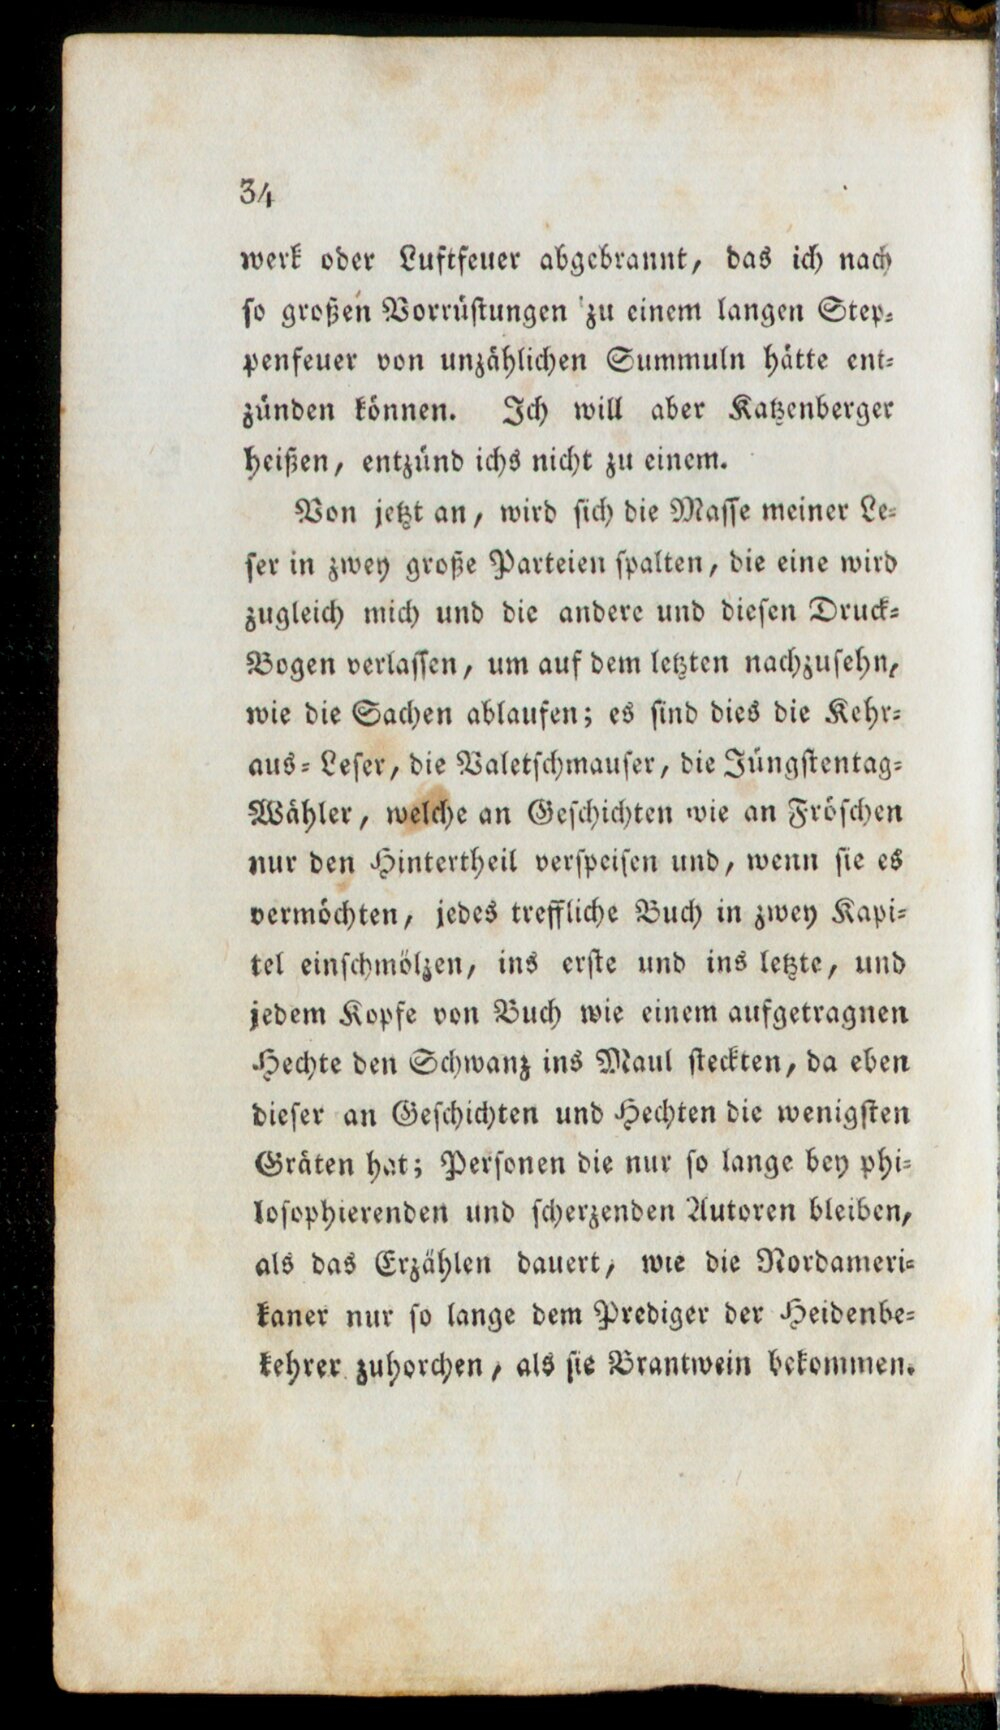 34
werk oder Luftfeuer abgebrannt, das ich nach
so großen Vorrüstungen zu einem langen Step-
penfeuer von unzählichen Summuln hätte ent-
zünden können. Ich will aber Katzenberger
heißen, entzünd ichs nicht zu einem.
Von jetzt an, wird sich die Masse meiner Le-
ser in zwey große Parteien spalten, die eine wird
zugleich mich und die andere und diesen Druck-
Bogen verlassen, um auf dem letzten nachzusehn,
wie die Sachen ablaufen; es sind dies die Kehr-
aus-Leser, die Valetschmauser, die Jüngstentag-
Wähler, welche an Geschichten wie an Fröschen
nur den Hintertheil verspeisen und, wenn sie es
vermöchten, jedes treffliche Buch in zwey Kapi-
tel einschmölzen, ins erste und ins letzte, und
jedem Kopfe von Buch wie einem aufgetragnen
Hechte den Schwanz ins Maul steckten, da eben
dieser an Geschichten und Hechten die wenigsten
Gräten hat; Personen die nur so lange bey phi-
losophierenden und scherzenden Autoren bleiben,
als das Erzählen dauert, wie die Nordameri-
kaner nur so lange dem Prediger der Heidenbe-
kehrer zuhorchen, als sie Brantwein bekommen.